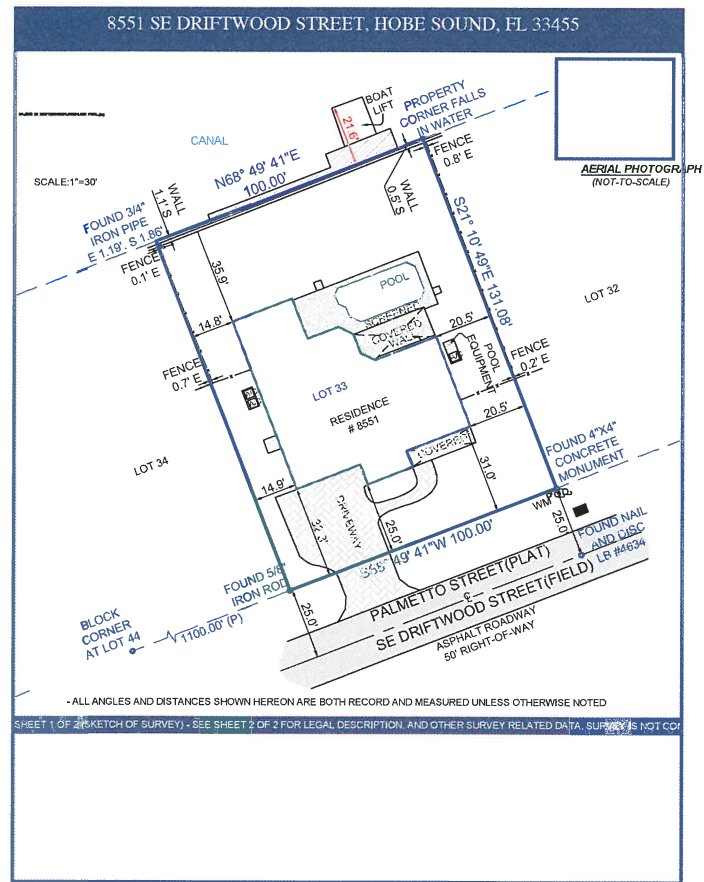 8551 SE DRIFTWOOD STREET, HOBE SOUND, FL 33455
BOAT
LIFT
21.6'
PROPERTY
CORNER FALLS
IN WATER
CANAL
N68° 49' 41"E
100.00'
FENCE
0.8' E
AERIAL PHOTOGRAPH
(NOT-TO-SCALE)
SCALE:1"=30'
WALL
1.1' S
WALL
0.5' S
FOUND 3/4"
IRON PIPE
E 1.19'. S 1.86'
FENCE
0.1' E
S21° 10' 49"E 131.08'
35.9'
POOL
LOT 32
SCREENED
COVERED
WALL
14.8'
20.5'
POOL
EQUIPMENT
FENCE
0.2' E
FENCE
0.7' E
LOT 33
RESIDENCE
# 8551
20.5'
COVERED
LOT 34
FOUND 4"X4"
CONCRETE
MONUMENT
31.0'
14.9'
DRIVEWAY
25.0'
WM
25.0'
FOUND NAIL
AND DISC
LB #4634
49' 41"W 100.00'
FOUND 5/8"
IRON ROD
PALMETTO STREET(PLAT)
SE DRIFTWOOD STREET(FIELD)
ASPHALT ROADWAY
50' RIGHT-OF-WAY
25.0'
BLOCK
CORNER
AT LOT 44
1100.00' (P)
- ALL ANGLES AND DISTANCES SHOWN HEREON ARE BOTH RECORD AND MEASURED UNLESS OTHERWISE NOTED
SHEET 1 OF 2 (SKETCH OF SURVEY) - SEE SHEET 2 OF 2 FOR LEGAL DESCRIPTION, AND OTHER SURVEY RELATED DATA, SURVEY IS NOT